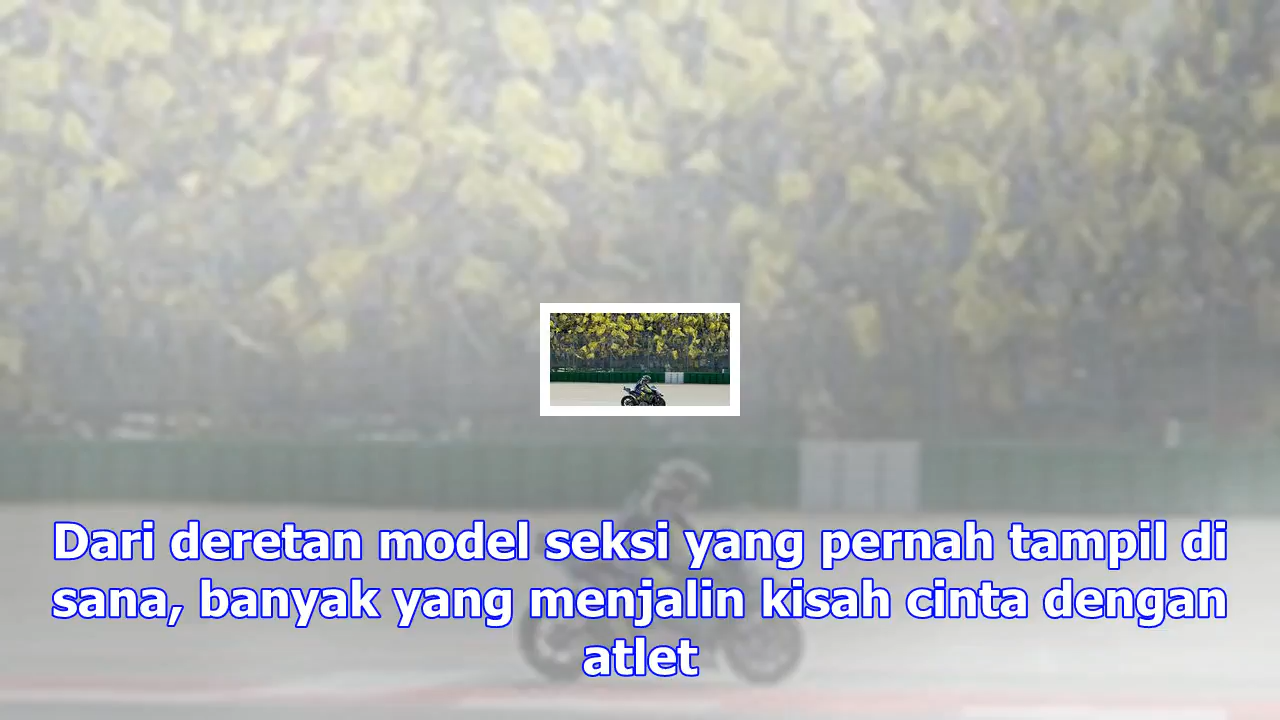 Dari deretan model seksi yang pernah tampil di
sana, banyak yang menjalin kisah cinta dengan
atlet